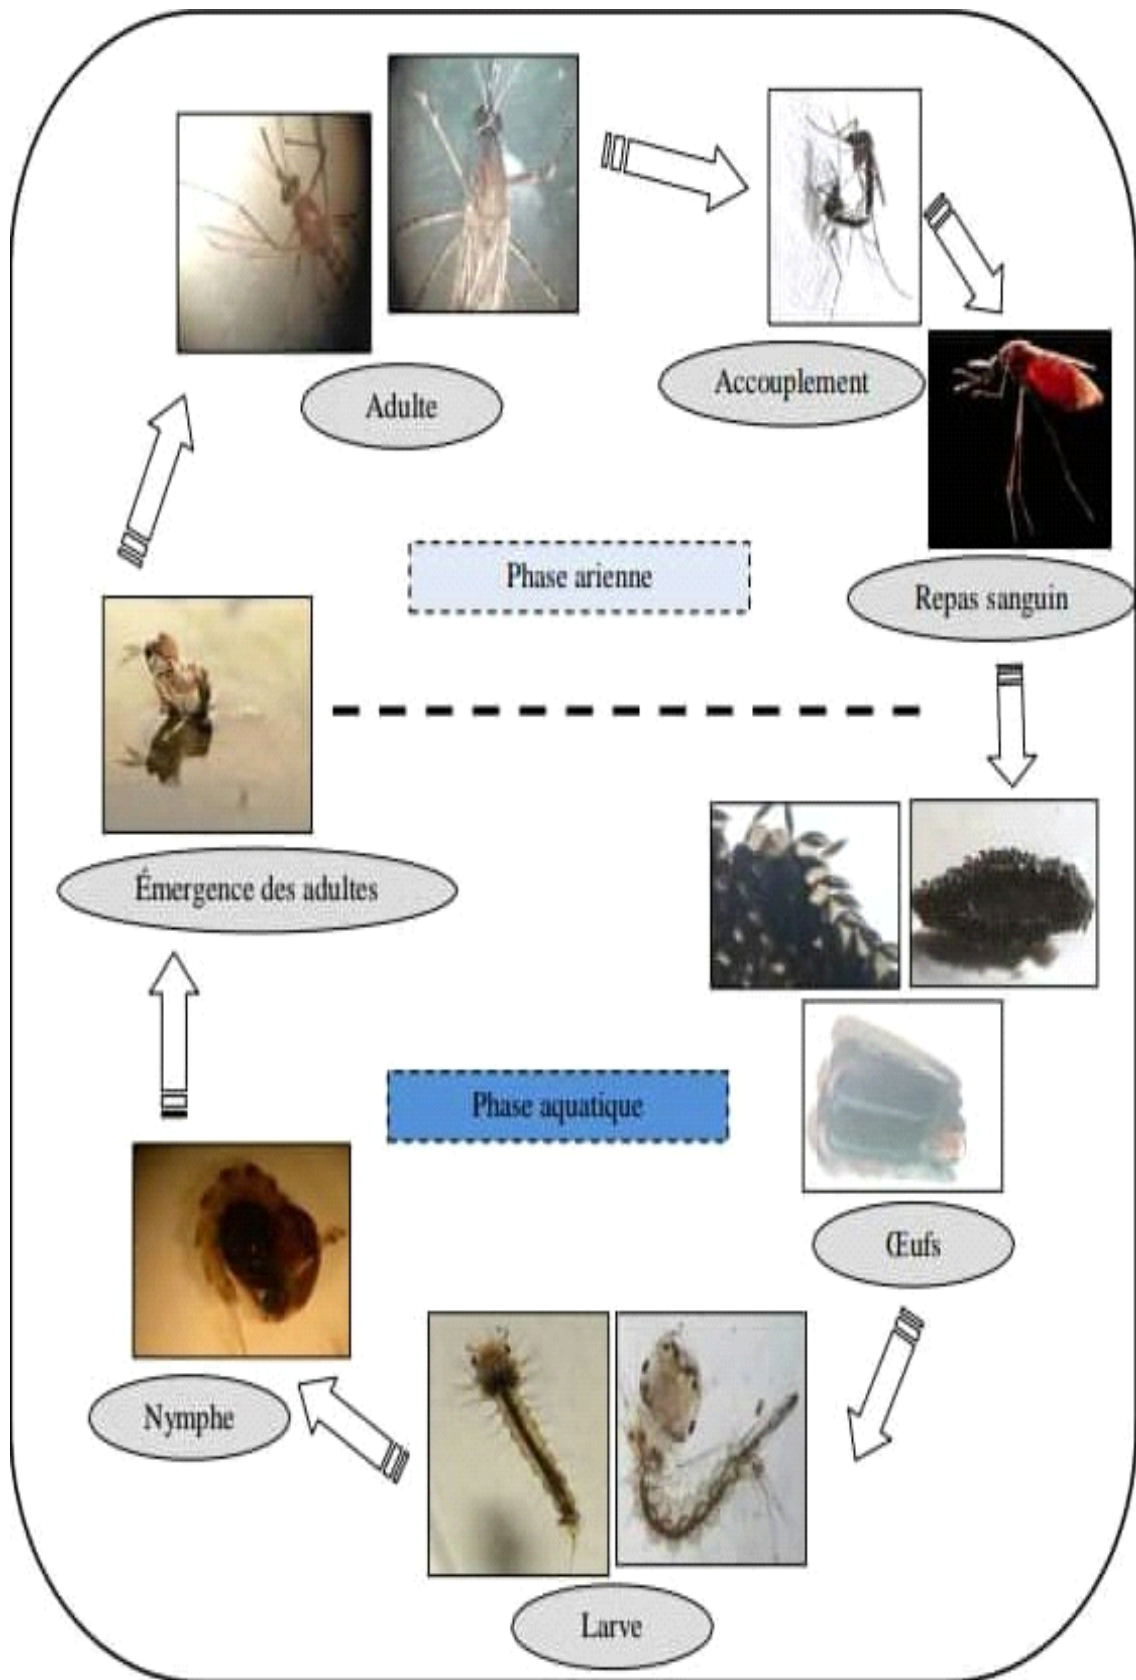 Adulte
Accouplement
Phase arienne
Repas sanguin
Émergence des adultes
Phase aquatique
Œufs
Nymphe
Larve